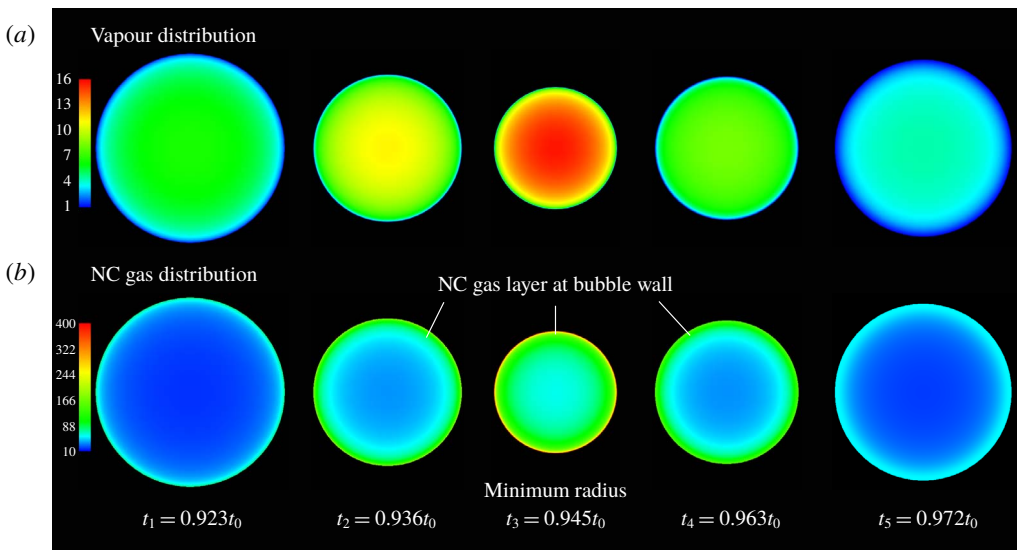 (a)
Vapour distribution
16
13
10
7
4
1
(b)
NC gas distribution
NC gas layer at bubble wall
400
322
244
166
88
10
Minimum radius
t₁ = 0.923t₀
t₂ = 0.936t₀
t₃ = 0.945t₀
t₄ = 0.963t₀
t₅ = 0.972t₀